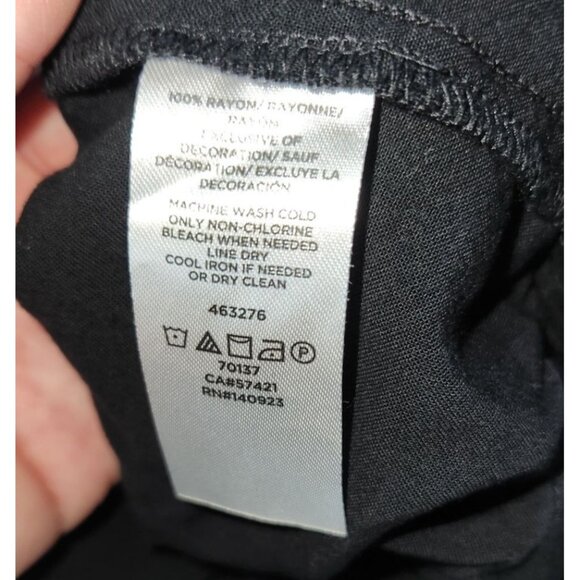 100% RAYON/RAYONNE/
RAYON
EXCLUSIVE OF
DECORATION/ SAUF
DÉCORATION/ EXCLUYE LA
DECORACIÓN
MACHINE WASH COLD
ONLY NON-CHLORINE
BLEACH WHEN NEEDED
LINE DRY
COOL IRON IF NEEDED
OR DRY CLEAN
463276
P
70137
CA#57421
RN#140923